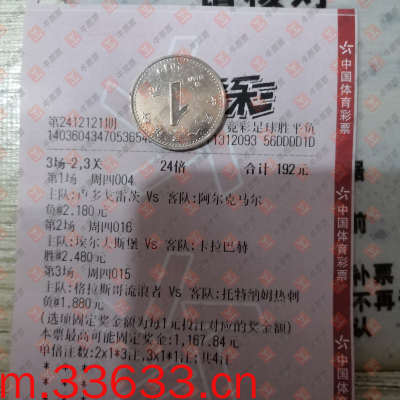 中国体育彩票
第2412121期
竞彩足球胜平负
1312093 56DDDD1D
3场 2,3关 24倍 合计 192元
第1场 周四004
主队:卢多戈雷茨 Vs 客队:阿尔克马尔
负@2.180元
第2场 周四016
主队:埃尔夫斯堡 Vs 客队:卡拉巴赫
胜@2.480元
第3场 周四015
主队:格拉斯哥流浪者 Vs 客队:托特纳姆热刺
负@1.880元
(选项固定奖金额为每1元投注对应的奖金额)
本票最高可能固定奖金:1,167.84元
单倍注数:2x1*3注,3x1*1注;共4注
中国体育彩票
m.33633.cn